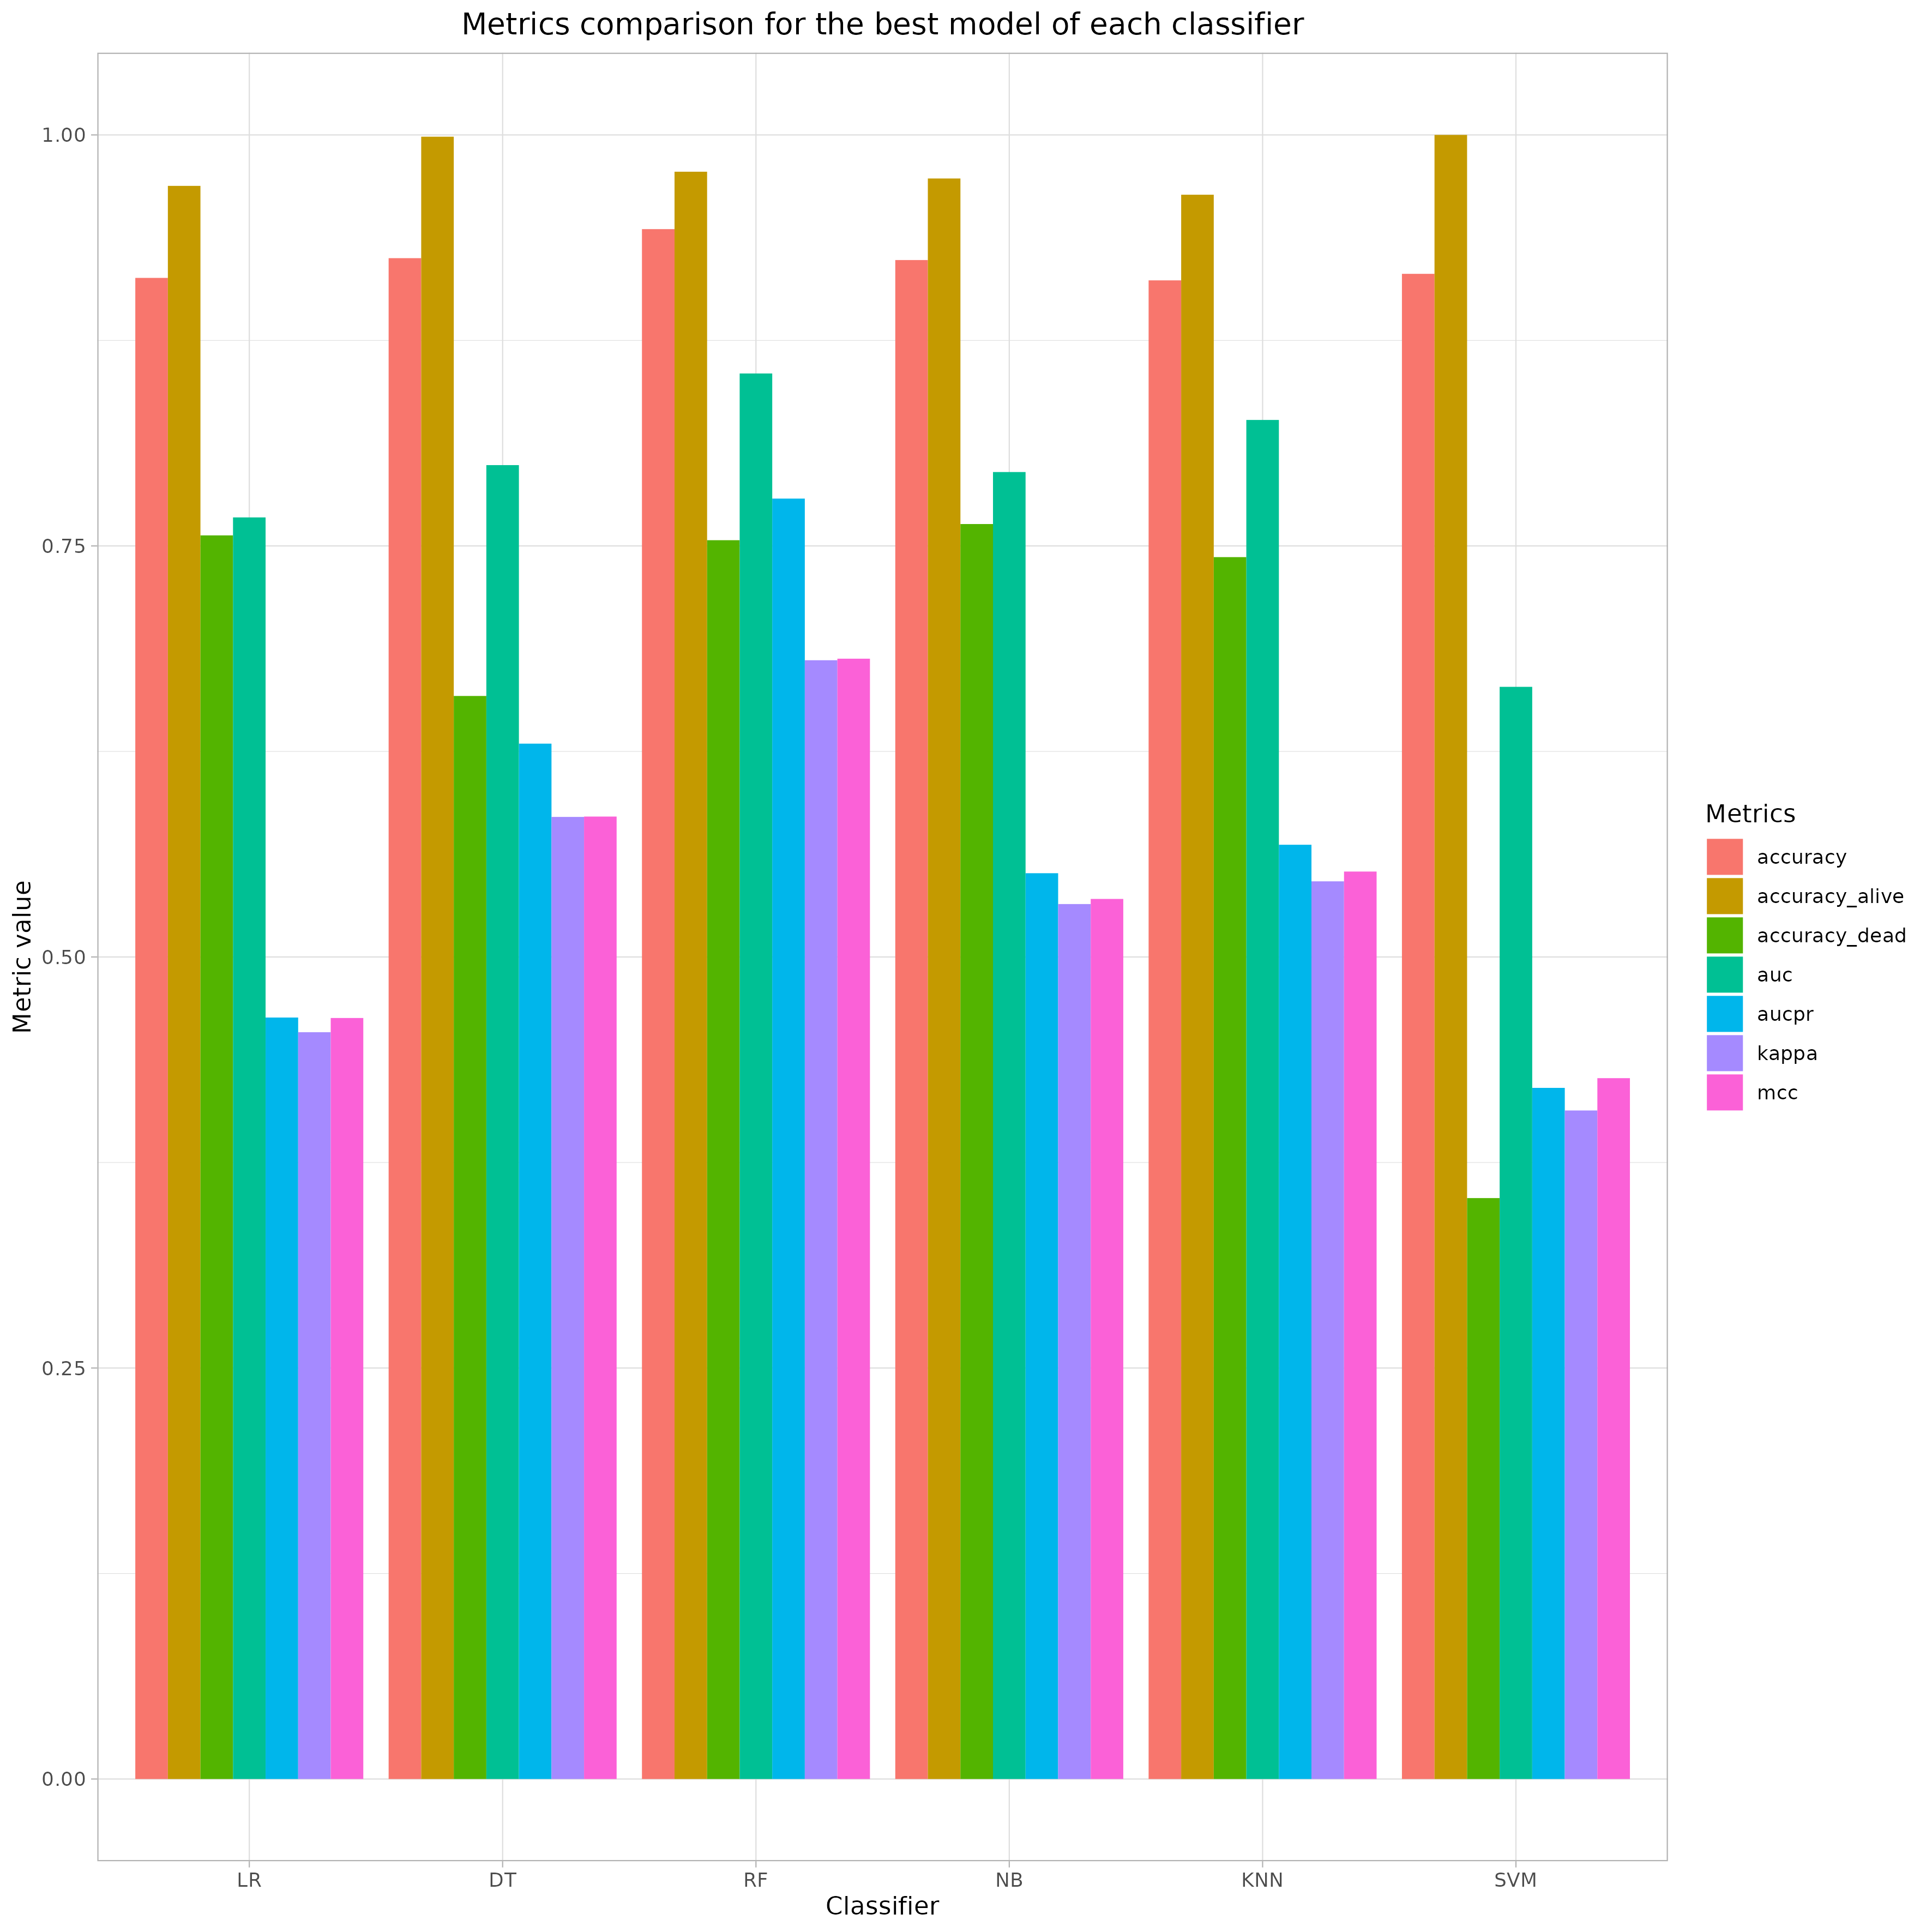 Metrics comparison for the best model of each classifier
1.00
0.75
0.50
0.25
0.00
Metric value
LR DT RF NB KNN SVM
Classifier
Metrics
accuracy
accuracy_alive
accuracy_dead
auc
aucpr
kappa
mcc